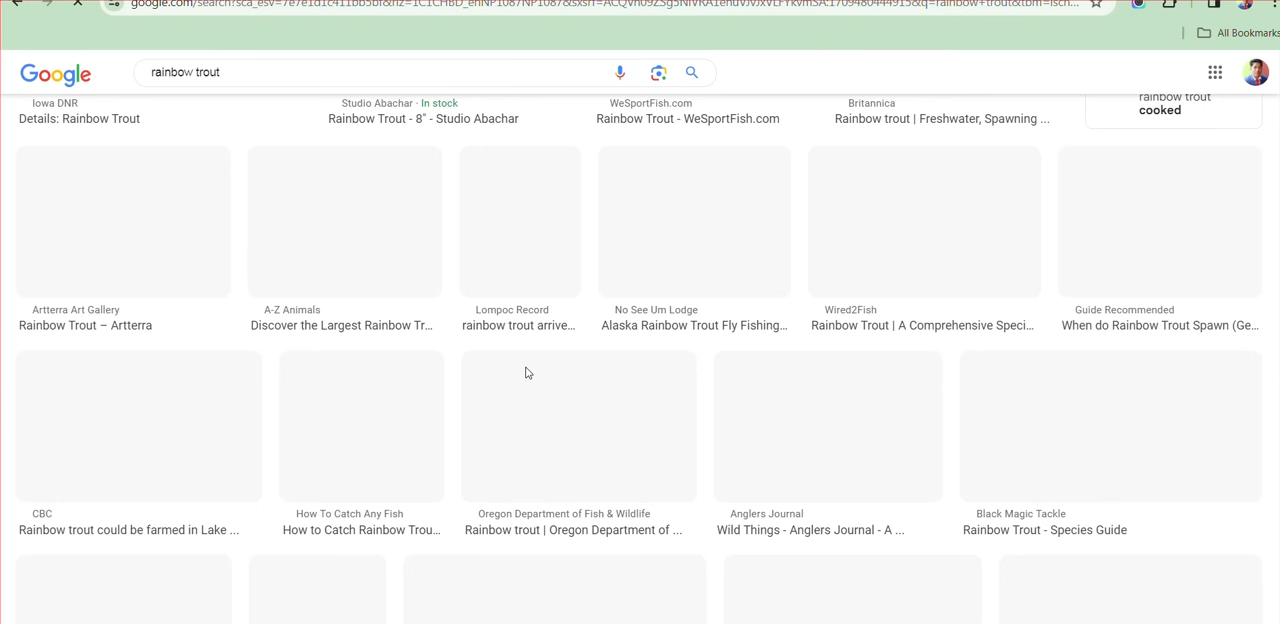 All Bookmarks
Google
rainbow trout
Iowa DNR
Details: Rainbow Trout
Studio Abachar · In stock
Rainbow Trout - 8" - Studio Abachar
WeSportFish.com
Rainbow Trout - WeSportFish.com
Britannica
Rainbow trout | Freshwater, Spawning ...
rainbow trout
cooked
Artterra Art Gallery
Rainbow Trout – Artterra
A-Z Animals
Discover the Largest Rainbow Tr...
Lompoc Record
rainbow trout arrive...
No See Um Lodge
Alaska Rainbow Trout Fly Fishing...
Wired2Fish
Rainbow Trout | A Comprehensive Speci...
Guide Recommended
When do Rainbow Trout Spawn (Ge...
CBC
Rainbow trout could be farmed in Lake ...
How To Catch Any Fish
How to Catch Rainbow Trou...
Oregon Department of Fish & Wildlife
Rainbow trout | Oregon Department of ...
Anglers Journal
Wild Things - Anglers Journal - A ...
Black Magic Tackle
Rainbow Trout - Species Guide